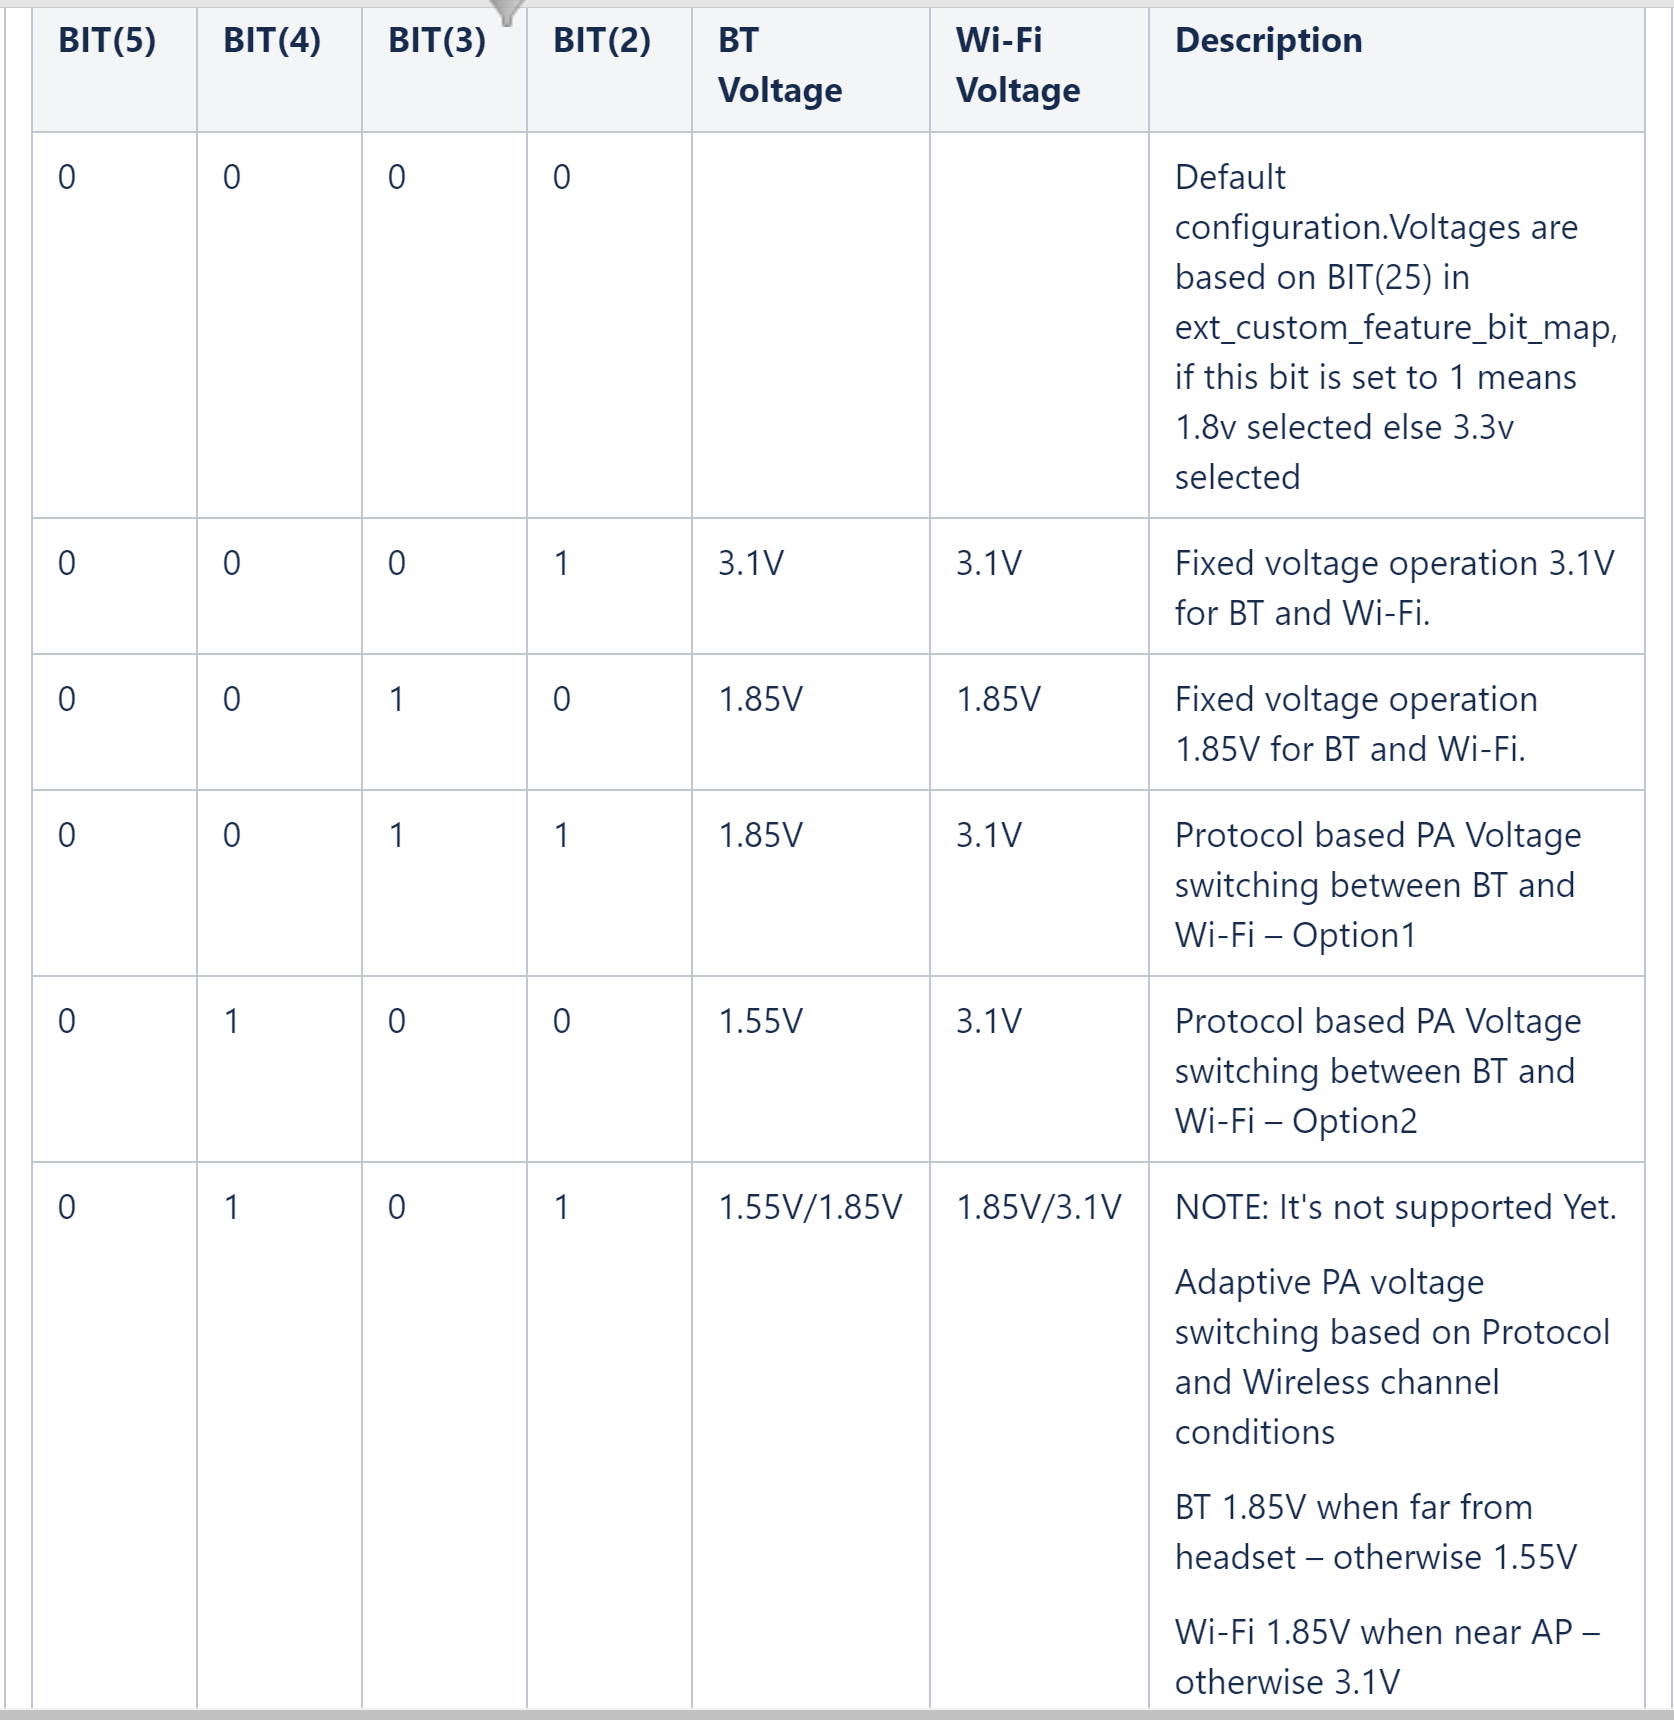 BIT(5) BIT(4) BIT(3) BIT(2) BT Voltage Wi-Fi Voltage Description
0 0 0 0 Default
configuration.Voltages are
based on BIT(25) in
ext_custom_feature_bit_map,
if this bit is set to 1 means
1.8v selected else 3.3v
selected
0 0 0 1 3.1V 3.1V Fixed voltage operation 3.1V
for BT and Wi-Fi.
0 0 1 0 1.85V 1.85V Fixed voltage operation
1.85V for BT and Wi-Fi.
0 0 1 1 1.85V 3.1V Protocol based PA Voltage
switching between BT and
Wi-Fi – Option1
0 1 0 0 1.55V 3.1V Protocol based PA Voltage
switching between BT and
Wi-Fi – Option2
0 1 0 1 1.55V/1.85V 1.85V/3.1V NOTE: It's not supported Yet.
Adaptive PA voltage
switching based on Protocol
and Wireless channel
conditions
BT 1.85V when far from
headset – otherwise 1.55V
Wi-Fi 1.85V when near AP –
otherwise 3.1V